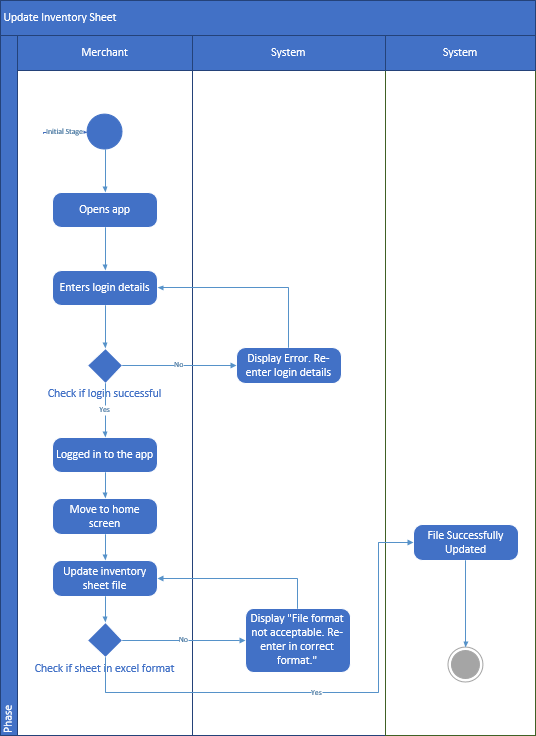 Update Inventory Sheet
Merchant
System
System
Initial Stage
Opens app
Enters login details
Display Error. Re-
enter login details
No
Check if login successful
Yes
Logged in to the app
Move to home
screen
File Successfully
Updated
Update inventory
sheet file
Display "File format
not acceptable. Re-
enter in correct
format."
No
Check if sheet in excel format
Yes
Phase